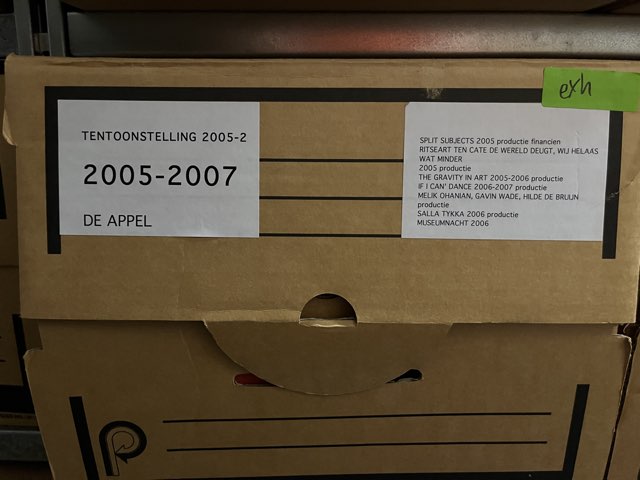 exh
TENTOONSTELLING 2005-2
2005-2007
DE APPEL
SPLIT SUBJECTS 2005 productie financien
RITSEART TEN CATE DE WERELD DEUGT, WIJ HELAAS
WAT MINDER
2005 productie
THE GRAVITY IN ART 2005-2006 productie
IF I CAN' DANCE 2006-2007 productie
MELIK OHANIAN, GAVIN WADE, HILDE DE BRUIJN
productie
SALLA TYKKA 2006 productie
MUSEUMNACHT 2006